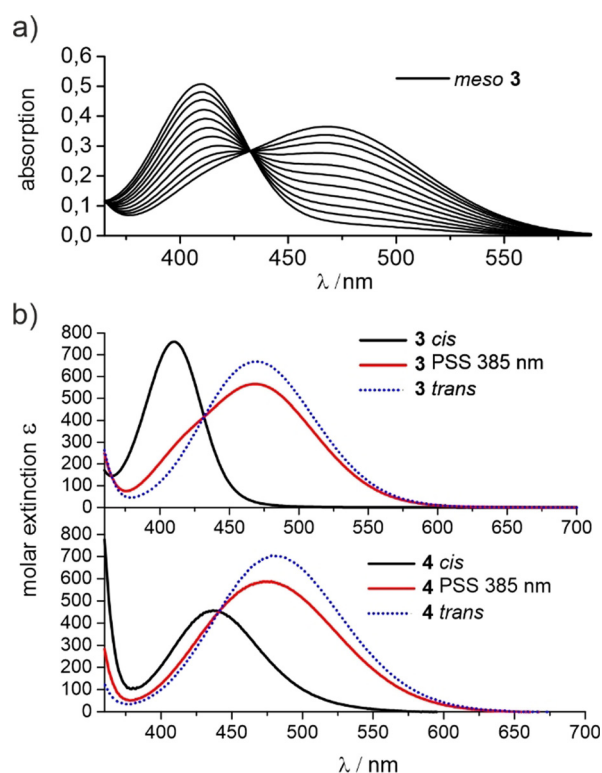 a)
0,6
0,5
0,4
0,3
0,2
0,1
0,0
absorption
meso 3
400 450 500 550
λ /nm
b)
800
700
600
500
400
300
200
100
0
3 cis
3 PSS 385 nm
3 trans
400 450 500 550 600 650 700
molar extinction ε
800
700
600
500
400
300
200
100
0
4 cis
4 PSS 385 nm
4 trans
400 450 500 550 600 650 700
λ /nm